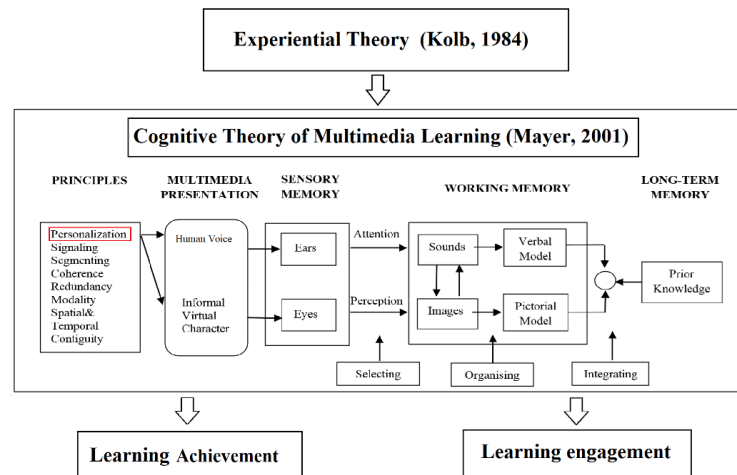 Experiential Theory (Kolb, 1984)
Cognitive Theory of Multimedia Learning (Mayer, 2001)
PRINCIPLES
MULTIMEDIA
PRESENTATION
SENSORY
MEMORY
WORKING MEMORY
LONG-TERM
MEMORY
Personalization
Signaling
Segmenting
Coherence
Redundancy
Modality
Spatial&
Temporal
Contiguity
Human Voice
Informal
Virtual
Character
Ears
Eyes
Attention
Perception
Sounds
Images
Verbal
Model
Pictorial
Model
Prior
Knowledge
Selecting
Organising
Integrating
Learning Achievement
Learning engagement